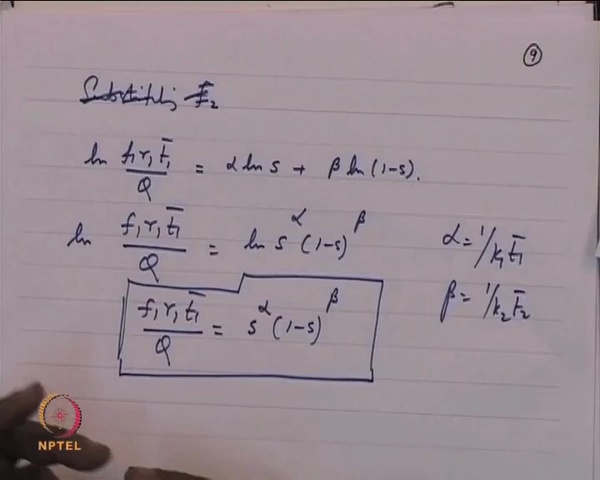 9
Substituting t̄₂
ln f₁r₁t̄₁/Q = α ln s + β ln (1-s).
ln f₁r₁t̄₁/Q = ln s^α (1-s)^β
α = 1/k₁t̄₁
f₁r₁t̄₁/Q = s^α (1-s)^β
β = 1/k₂t̄₂
NPTEL